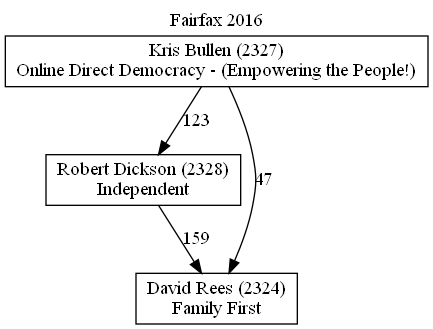 Fairfax 2016
Kris Bullen (2327)
Online Direct Democracy - (Empowering the People!)
123
Robert Dickson (2328)
Independent
47
159
David Rees (2324)
Family First